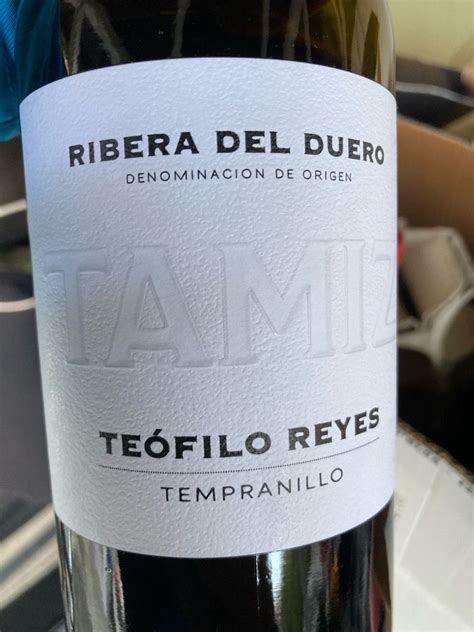 RIBERA DEL DUERO
DENOMINACION DE ORIGEN
TAMIZ
TEÓFILO REYES
TEMPRANILLO